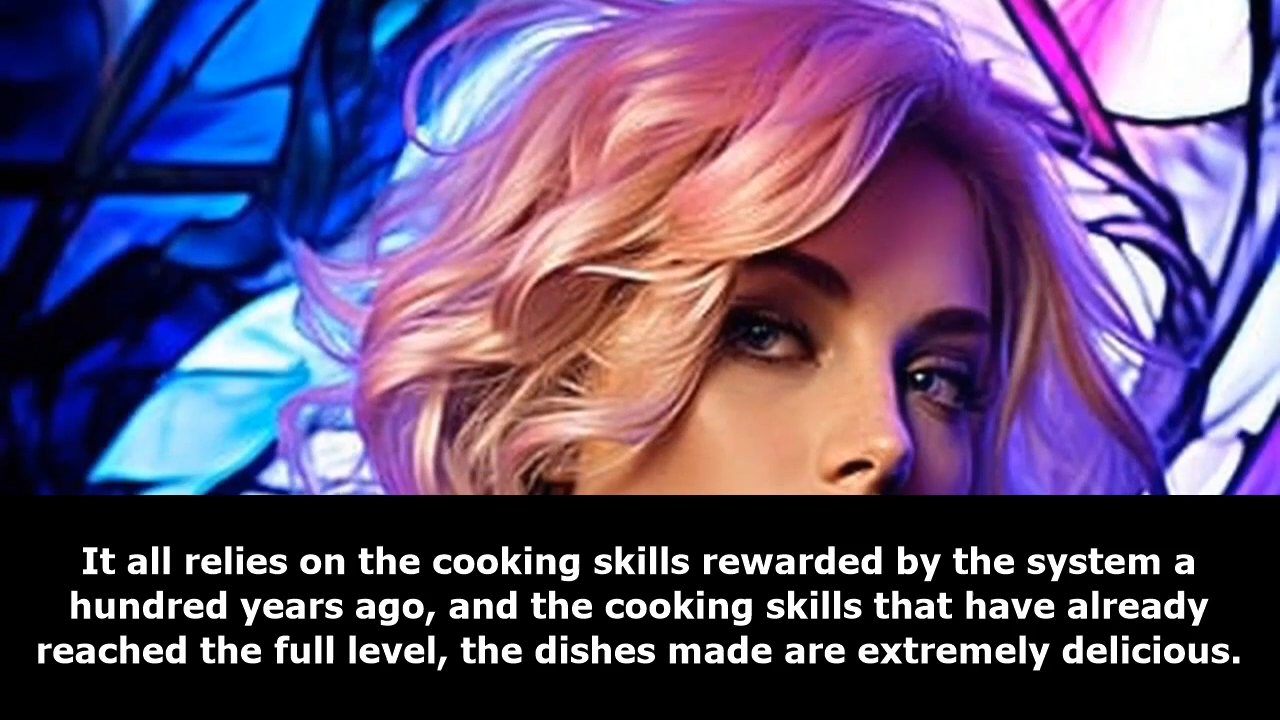 It all relies on the cooking skills rewarded by the system a
hundred years ago, and the cooking skills that have already
reached the full level, the dishes made are extremely delicious.